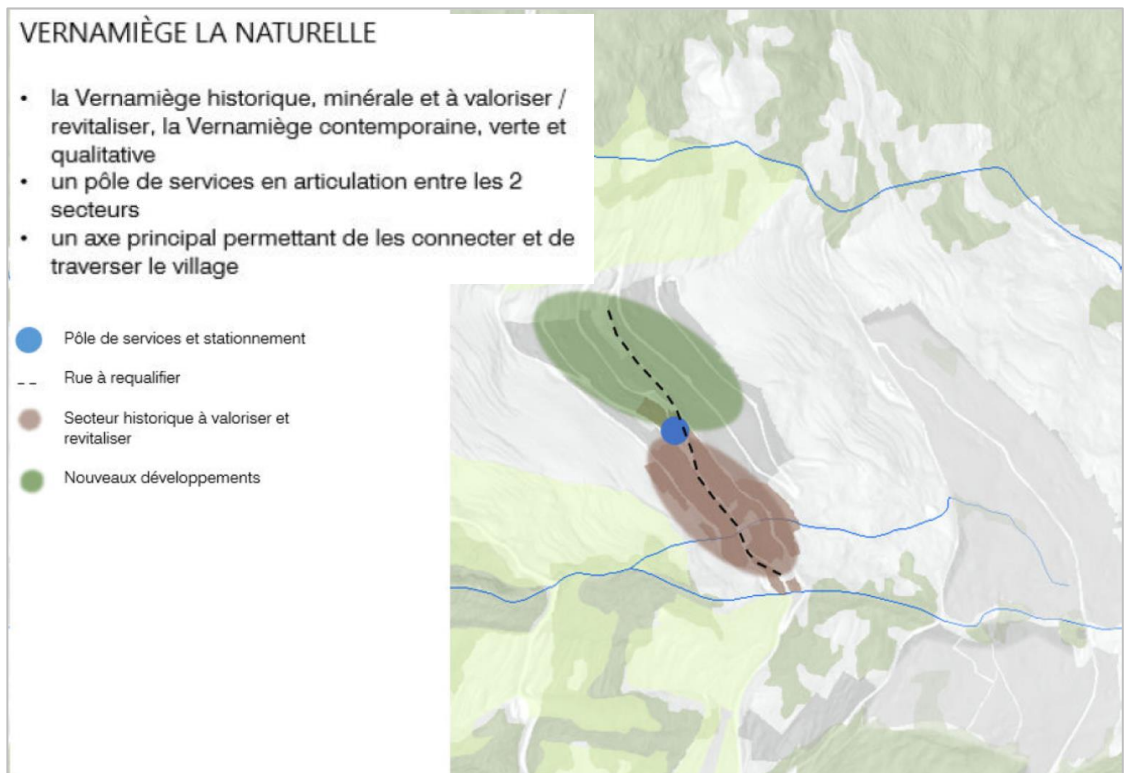 VERNAMIÈGE LA NATURELLE
• la Vernamiège historique, minérale et à valoriser /
revitaliser, la Vernamiège contemporaine, verte et
qualitative
• un pôle de services en articulation entre les 2
secteurs
• un axe principal permettant de les connecter et de
traverser le village
Pôle de services et stationnement
Rue à requalifier
Secteur historique à valoriser et
revitaliser
Nouveaux développements